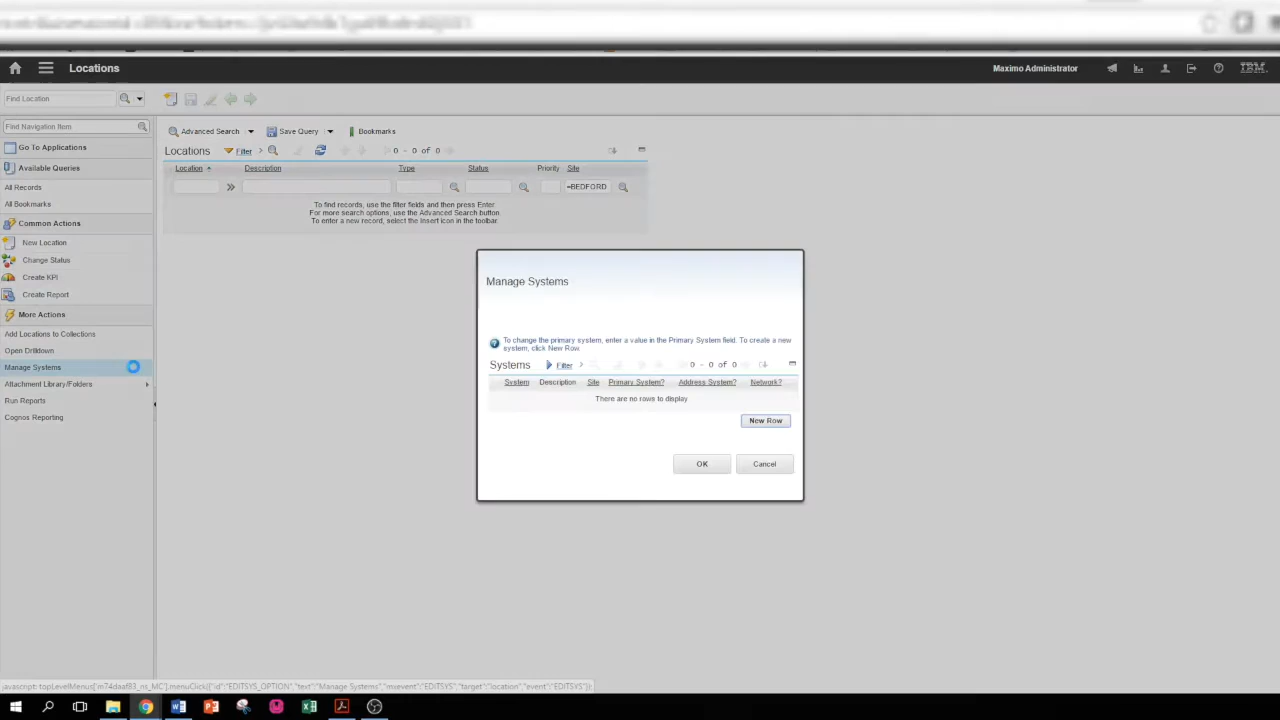 Locations
Maximo Administrator
IBM
Find Location
Find Navigation Item
Go To Applications
Available Queries
All Records
All Bookmarks
Common Actions
New Location
Change Status
Create KPI
Create Report
More Actions
Add Locations to Collections
Open Drilldown
Manage Systems
Attachment Library/Folders
Run Reports
Cognos Reporting
Advanced Search Save Query Bookmarks
Locations Filter 0 - 0 of 0
Location Description Type Status Priority Site
=BEDFORD
To find records, use the filter fields and then press Enter.
For more search options, use the Advanced Search button.
To enter a new record, select the Insert icon in the toolbar.
Manage Systems
To change the primary system, enter a value in the Primary System field. To create a new
system, click New Row.
Systems Filter 0 - 0 of 0
System Description Site Primary System? Address System? Network?
There are no rows to display
New Row
OK Cancel